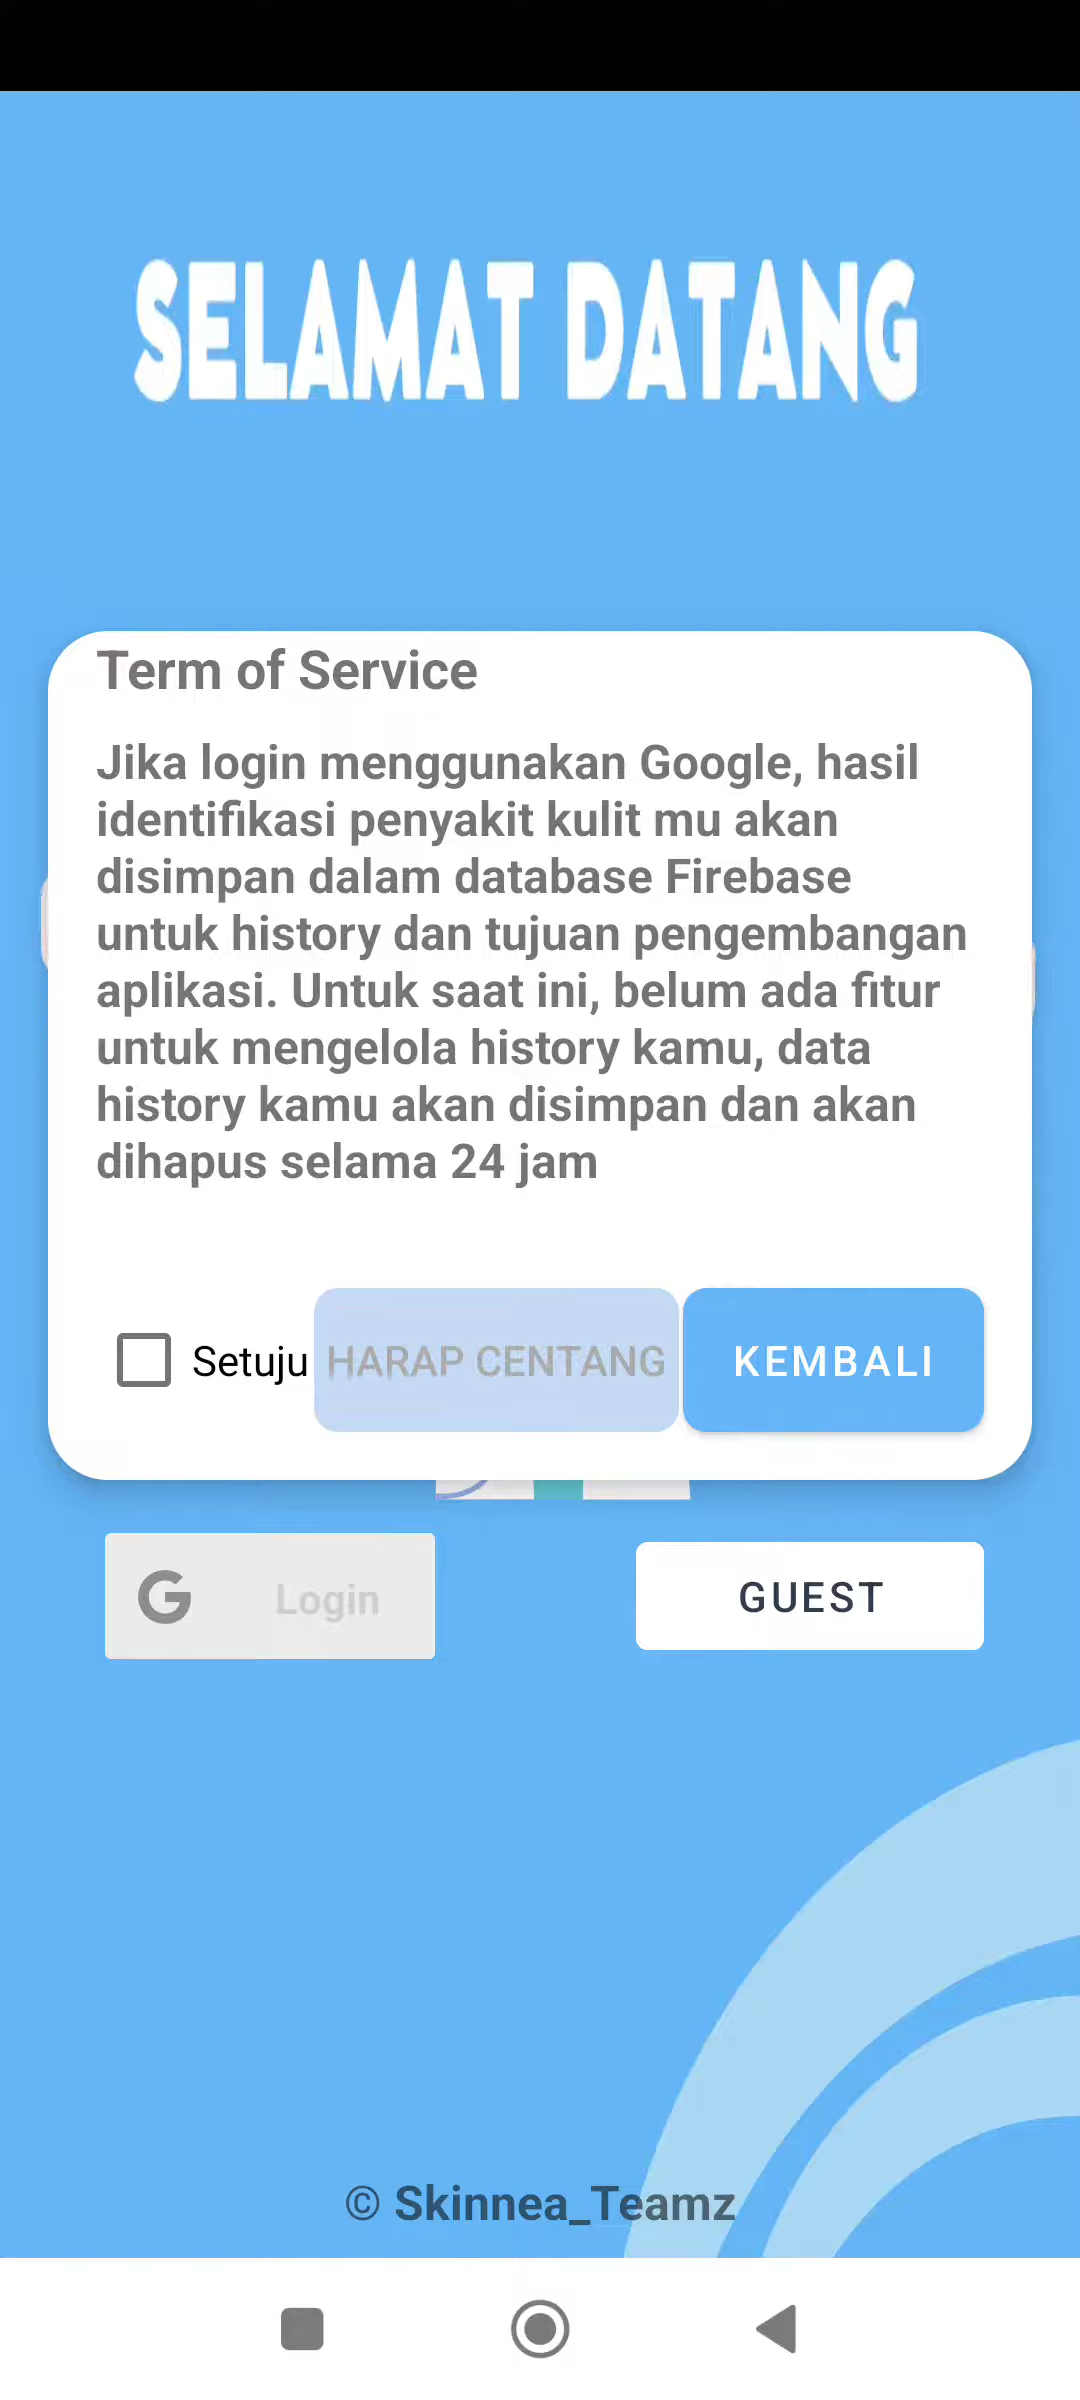 SELAMAT DATANG
Term of Service
Jika login menggunakan Google, hasil
identifikasi penyakit kulit mu akan
disimpan dalam database Firebase
untuk history dan tujuan pengembangan
aplikasi. Untuk saat ini, belum ada fitur
untuk mengelola history kamu, data
history kamu akan disimpan dan akan
dihapus selama 24 jam
Setuju HARAP CENTANG KEMBALI
G Login GUEST
© Skinnea_Teamz